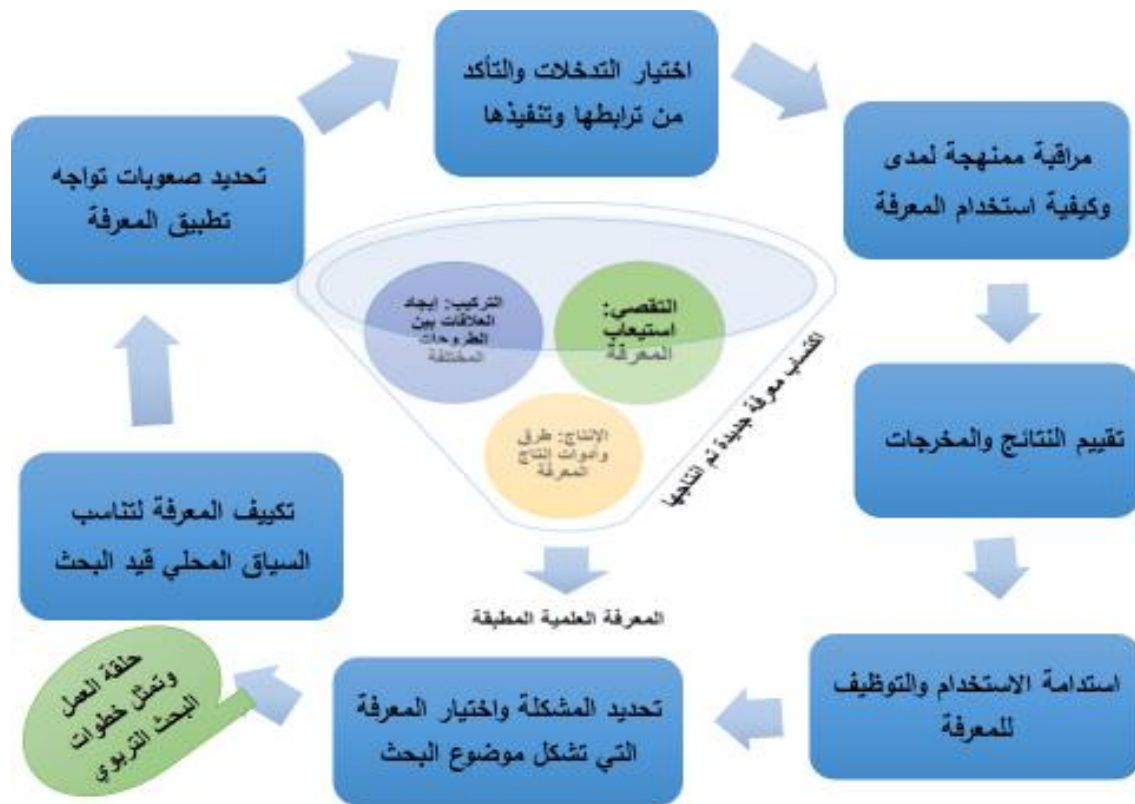 اختيار التدخلات والتأكد
من ترابطها وتنفيذها
مراقبة ممنهجة لمدى
وكيفية استخدام المعرفة
تحديد صعوبات تواجه
تطبيق المعرفة
التقصي:
استيعاب
المعرفة
التركيب: إيجاد
العلاقات بين
الطروحات
المختلفة
الإنتاج: طرق
وأدوات إنتاج
المعرفة
اكتساب معرفة جديدة تم انتاجها
تقييم النتائج والمخرجات
تكييف المعرفة لتناسب
السياق المحلي قيد البحث
المعرفة العلمية المطبقة
استدامة الاستخدام والتوظيف
للمعرفة
تحديد المشكلة واختيار المعرفة
التي تشكل موضوع البحث
حلقة العمل
وتمثل خطوات
البحث التربوي